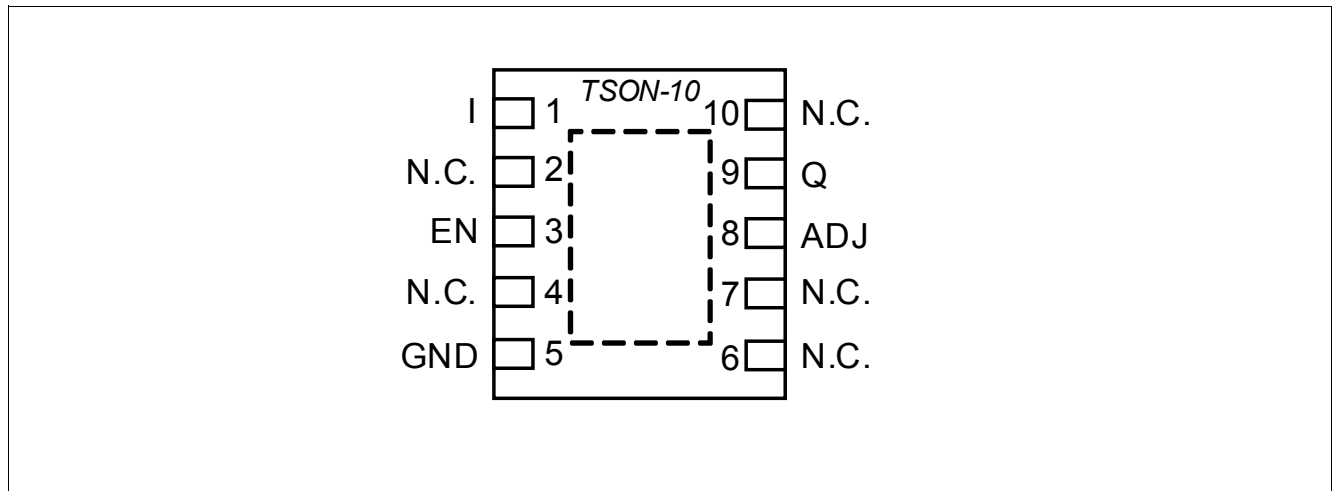 TSON-10
I 1 10 N.C.
N.C. 2 9 Q
EN 3 8 ADJ
N.C. 4 7 N.C.
GND 5 6 N.C.